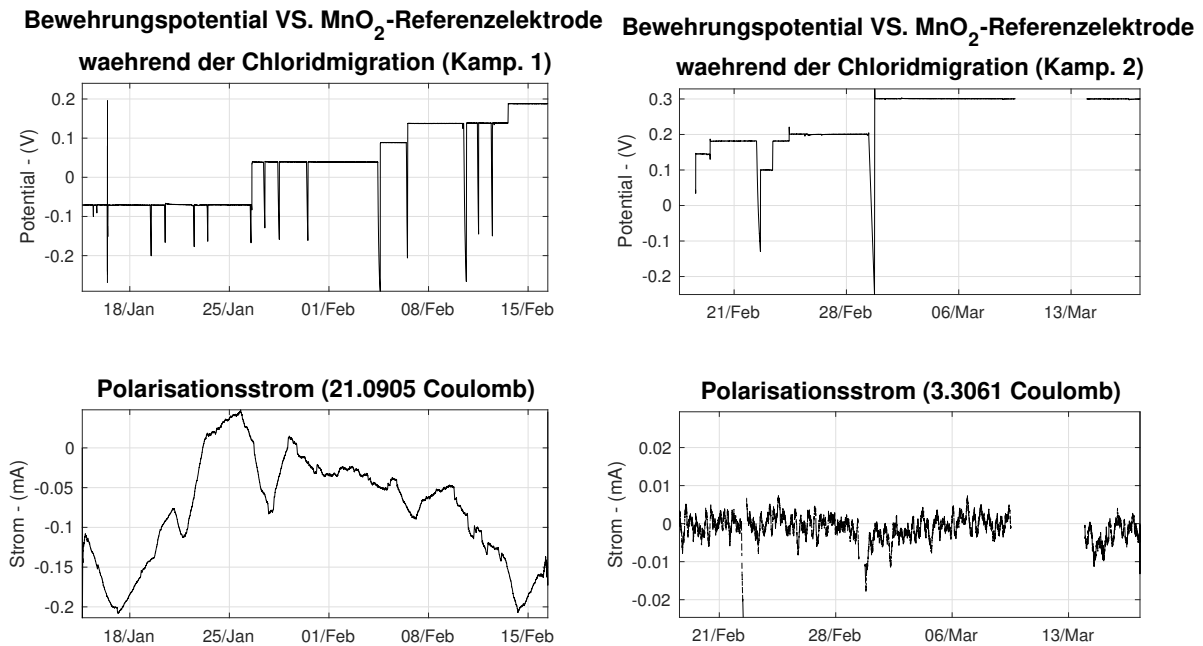 Bewehrungspotential VS. MnO2-Referenzelektrode
waehrend der Chloridmigration (Kamp. 1)
0.2
0.1
0
-0.1
-0.2
Potential - (V)
18/Jan 25/Jan 01/Feb 08/Feb 15/Feb
Bewehrungspotential VS. MnO2-Referenzelektrode
waehrend der Chloridmigration (Kamp. 2)
0.3
0.2
0.1
0
-0.1
-0.2
Potential - (V)
21/Feb 28/Feb 06/Mar 13/Mar
Polarisationsstrom (21.0905 Coulomb)
0
-0.05
-0.1
-0.15
-0.2
Strom - (mA)
18/Jan 25/Jan 01/Feb 08/Feb 15/Feb
Polarisationsstrom (3.3061 Coulomb)
0.02
0.01
0
-0.01
-0.02
Strom - (mA)
21/Feb 28/Feb 06/Mar 13/Mar